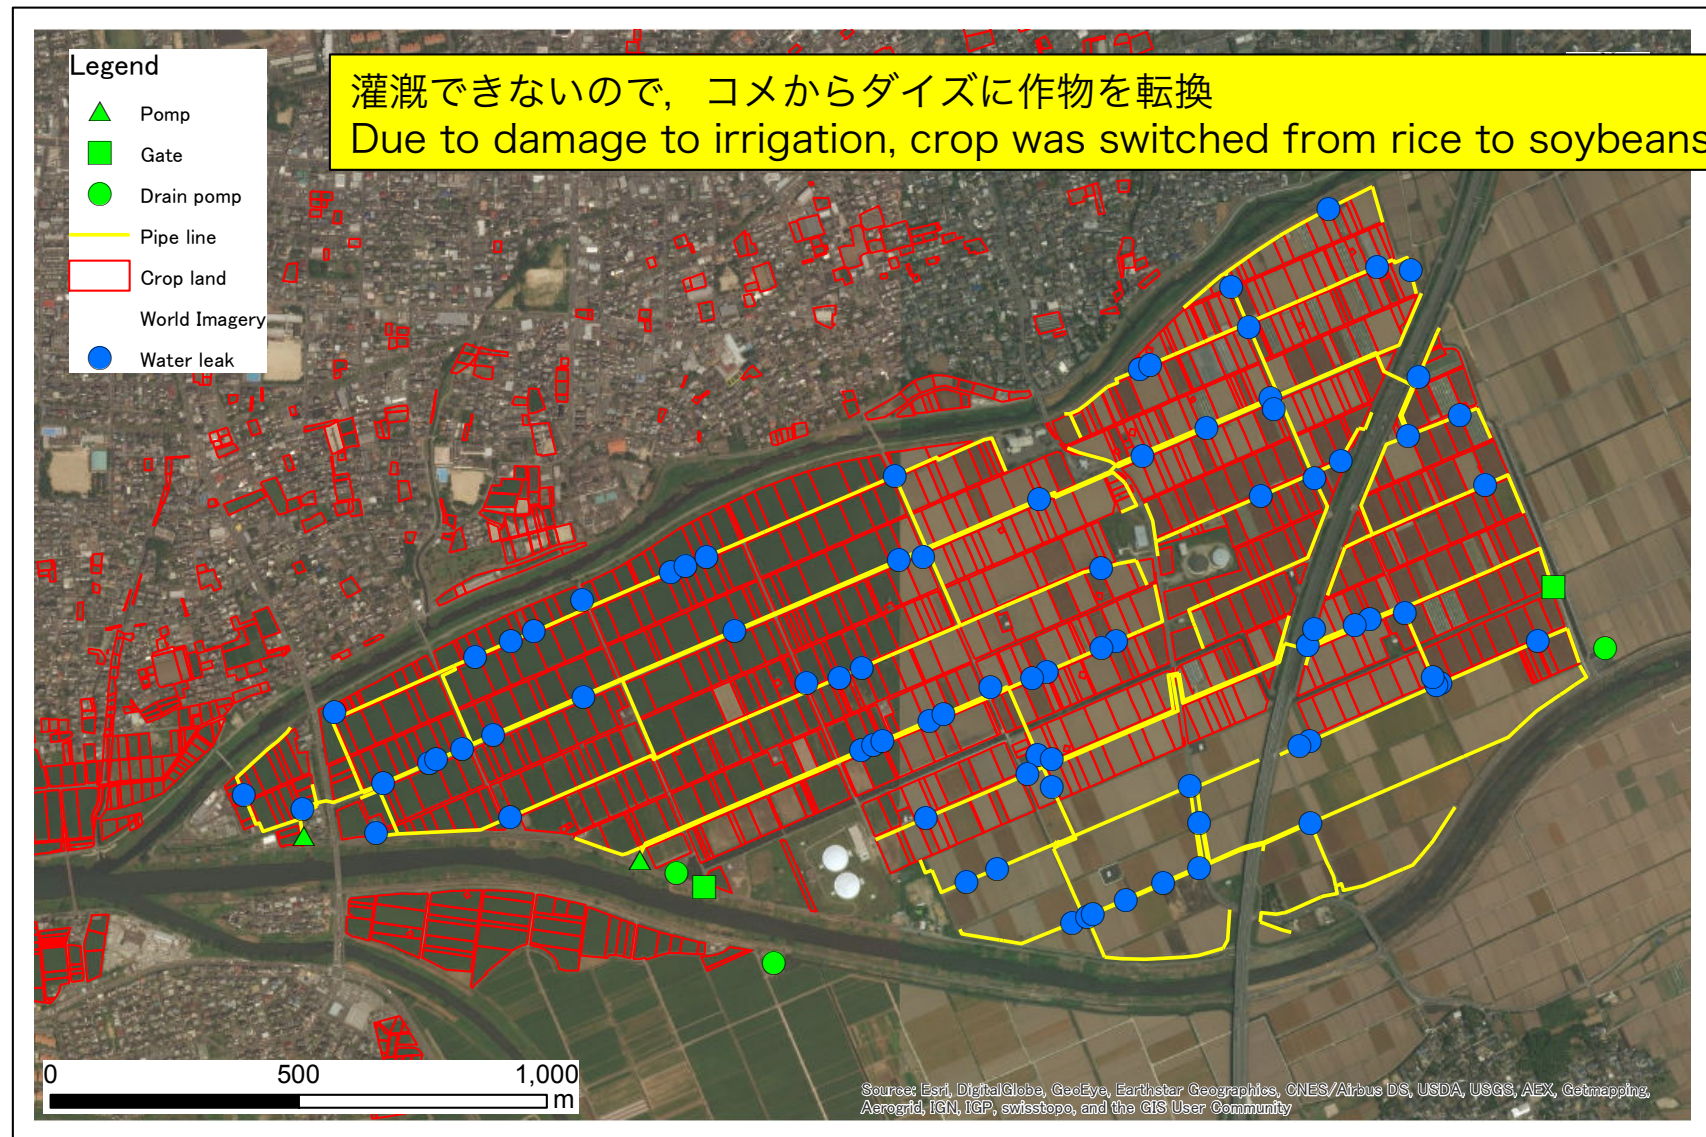 Legend
Pomp
Gate
Drain pomp
Pipe line
Crop land
World Imagery
Water leak
灌漑できないので，コメからダイズに作物を転換
Due to damage to irrigation, crop was switched from rice to soybeans
0 500 1,000
m
Source: Esri, DigitalGlobe, GeoEye, Earthstar Geographics, CNES/Airbus DS, USDA, USGS, AEX, Getmapping,
Aerogrid, IGN, IGP, swisstopo, and the GIS User Community